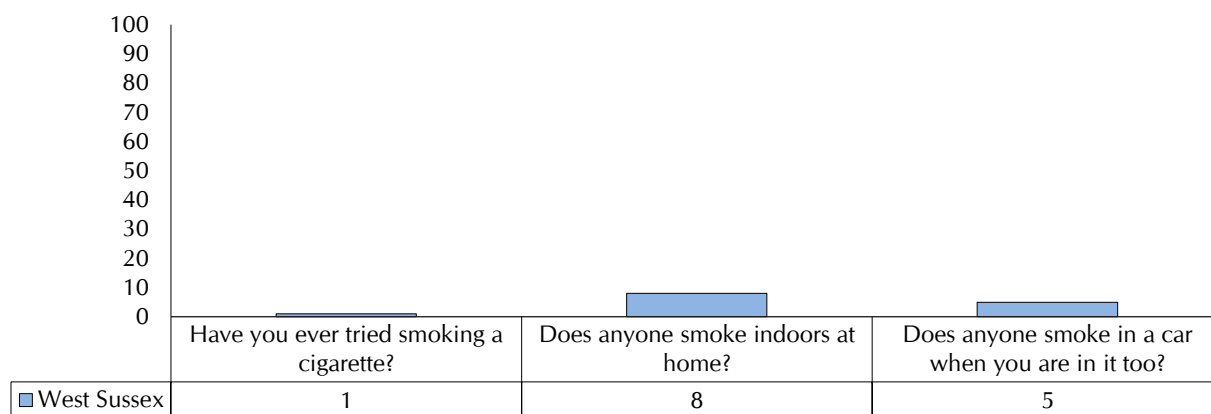 100
90
80
70
60
50
40
30
20
10
0
Have you ever tried smoking a
cigarette?
Does anyone smoke indoors at
home?
Does anyone smoke in a car
when you are in it too?
West Sussex 1 8 5